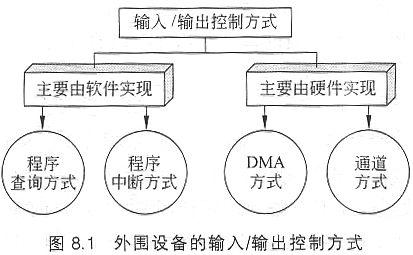 输入/输出控制方式
主要由软件实现
主要由硬件实现
程序
查询方式
程序
中断方式
DMA
方式
通道
方式
图 8.1 外围设备的输入/输出控制方式